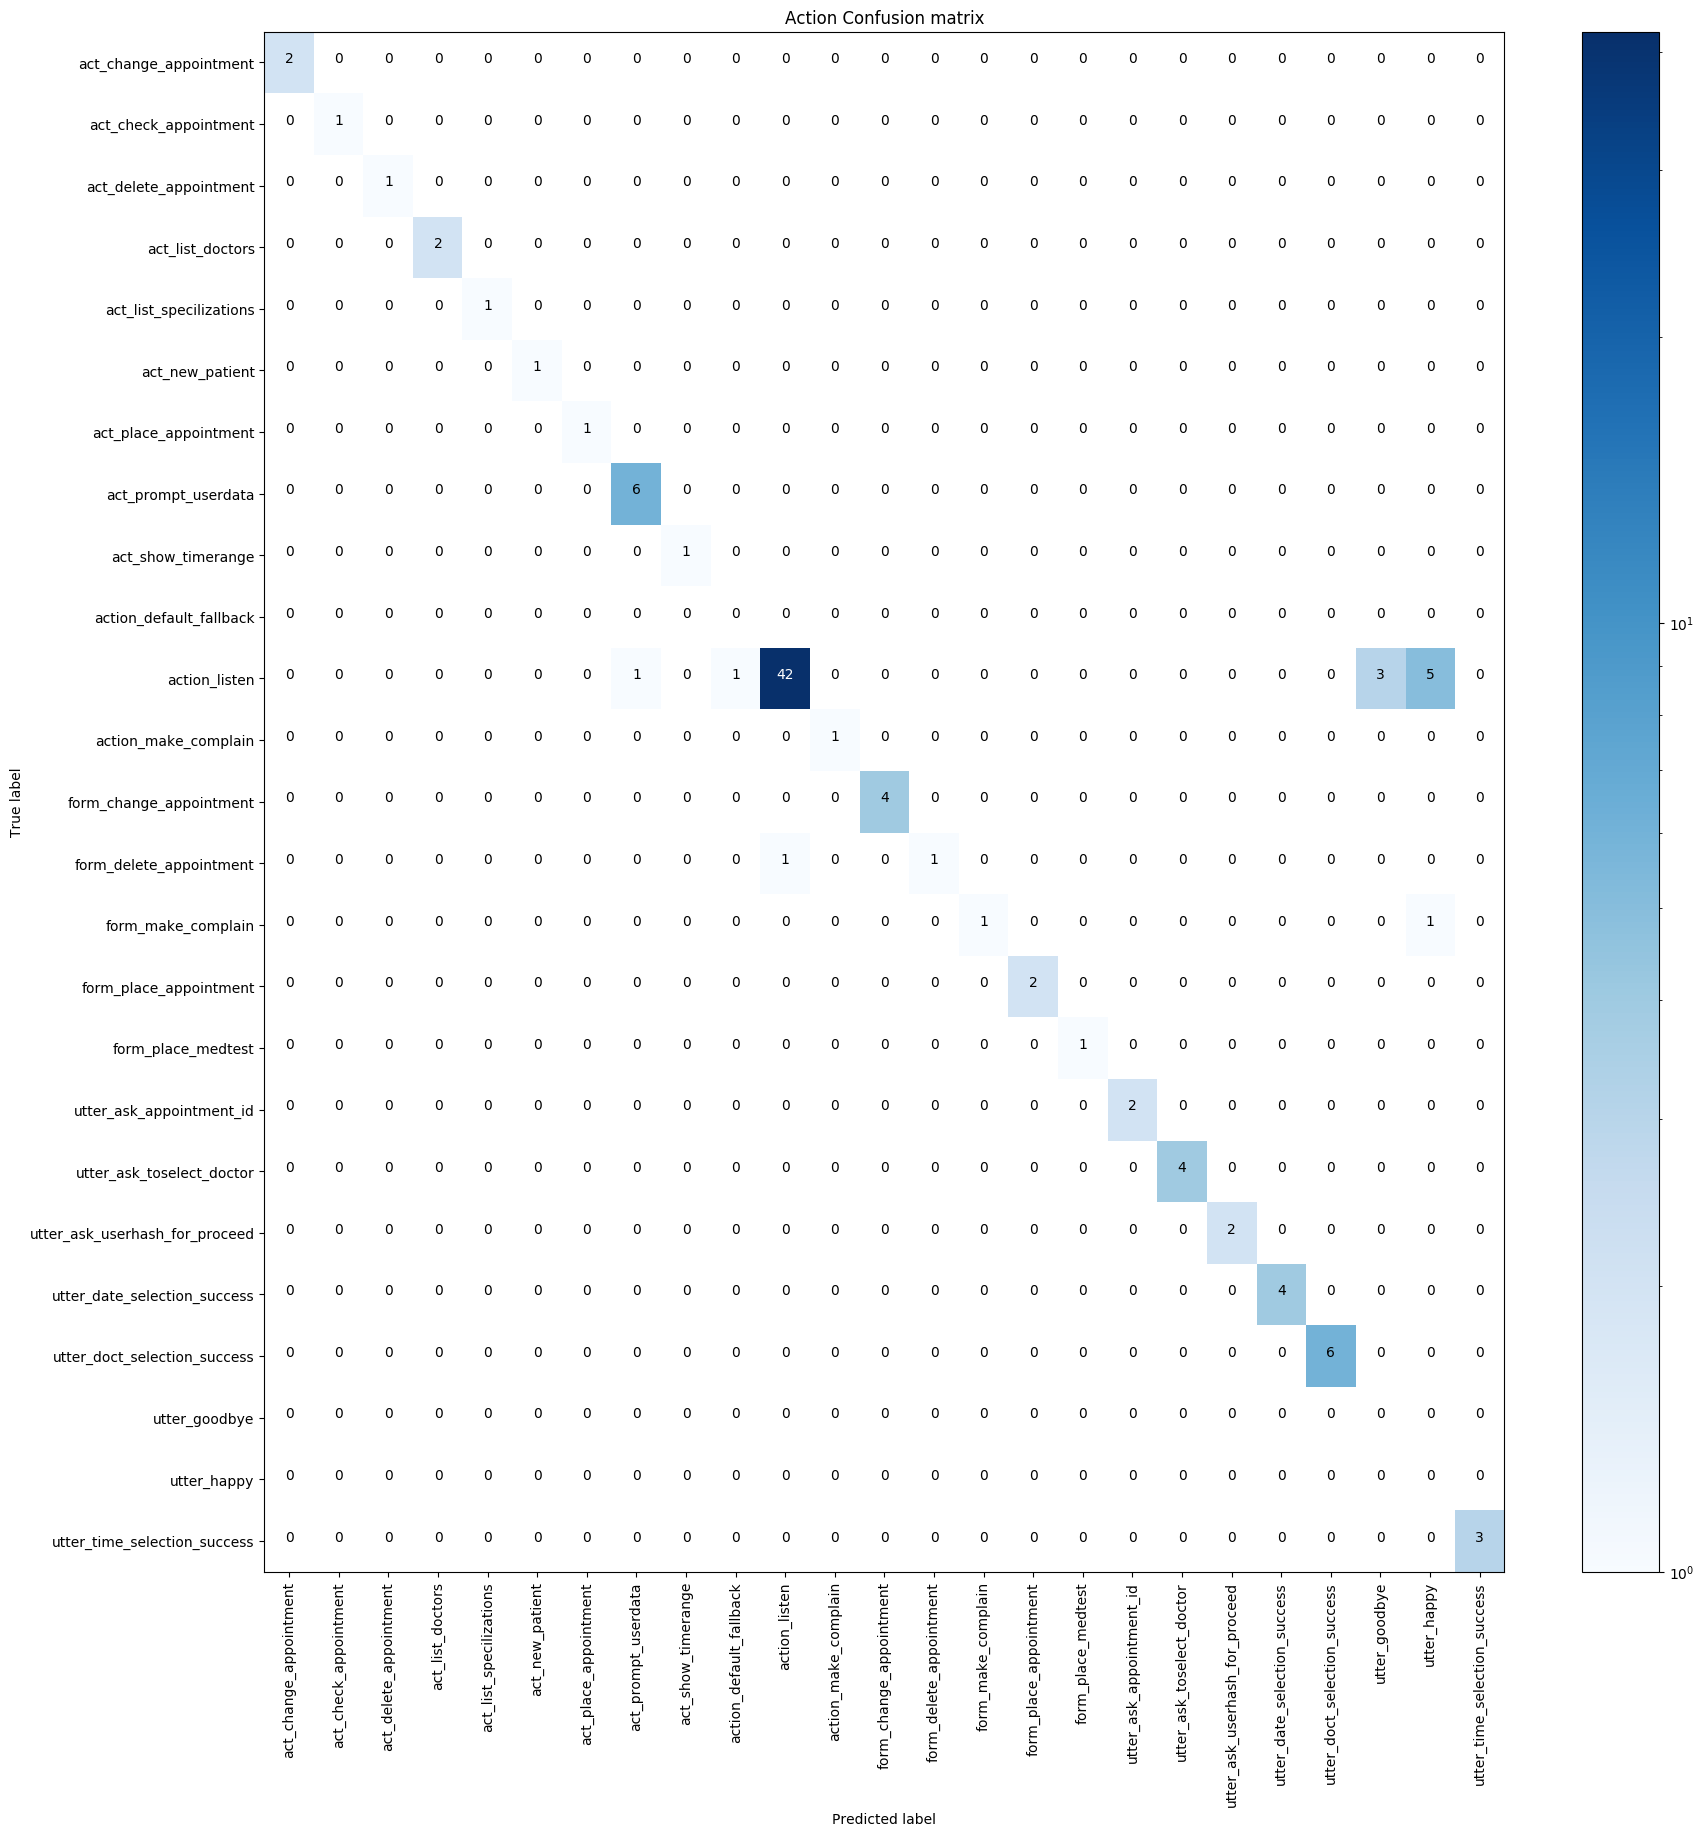 Action Confusion matrix
True label
act_change_appointment 2 0 0 0 0 0 0 0 0 0 0 0 0 0 0 0 0 0 0 0 0 0 0 0 0
act_check_appointment 0 1 0 0 0 0 0 0 0 0 0 0 0 0 0 0 0 0 0 0 0 0 0 0 0
act_delete_appointment 0 0 1 0 0 0 0 0 0 0 0 0 0 0 0 0 0 0 0 0 0 0 0 0 0
act_list_doctors 0 0 0 2 0 0 0 0 0 0 0 0 0 0 0 0 0 0 0 0 0 0 0 0 0
act_list_specilizations 0 0 0 0 1 0 0 0 0 0 0 0 0 0 0 0 0 0 0 0 0 0 0 0 0
act_new_patient 0 0 0 0 0 1 0 0 0 0 0 0 0 0 0 0 0 0 0 0 0 0 0 0 0
act_place_appointment 0 0 0 0 0 0 1 0 0 0 0 0 0 0 0 0 0 0 0 0 0 0 0 0 0
act_prompt_userdata 0 0 0 0 0 0 0 6 0 0 0 0 0 0 0 0 0 0 0 0 0 0 0 0 0
act_show_timerange 0 0 0 0 0 0 0 0 1 0 0 0 0 0 0 0 0 0 0 0 0 0 0 0 0
action_default_fallback 0 0 0 0 0 0 0 0 0 0 0 0 0 0 0 0 0 0 0 0 0 0 0 0 0
action_listen 0 0 0 0 0 0 0 1 0 1 42 0 0 0 0 0 0 0 0 0 0 0 3 5 0
action_make_complain 0 0 0 0 0 0 0 0 0 0 0 1 0 0 0 0 0 0 0 0 0 0 0 0 0
form_change_appointment 0 0 0 0 0 0 0 0 0 0 0 0 4 0 0 0 0 0 0 0 0 0 0 0 0
form_delete_appointment 0 0 0 0 0 0 0 0 0 0 1 0 0 1 0 0 0 0 0 0 0 0 0 0 0
form_make_complain 0 0 0 0 0 0 0 0 0 0 0 0 0 0 1 0 0 0 0 0 0 0 0 1 0
form_place_appointment 0 0 0 0 0 0 0 0 0 0 0 0 0 0 0 2 0 0 0 0 0 0 0 0 0
form_place_medtest 0 0 0 0 0 0 0 0 0 0 0 0 0 0 0 0 1 0 0 0 0 0 0 0 0
utter_ask_appointment_id 0 0 0 0 0 0 0 0 0 0 0 0 0 0 0 0 0 2 0 0 0 0 0 0 0
utter_ask_toselect_doctor 0 0 0 0 0 0 0 0 0 0 0 0 0 0 0 0 0 0 4 0 0 0 0 0 0
utter_ask_userhash_for_proceed 0 0 0 0 0 0 0 0 0 0 0 0 0 0 0 0 0 0 0 2 0 0 0 0 0
utter_date_selection_success 0 0 0 0 0 0 0 0 0 0 0 0 0 0 0 0 0 0 0 0 4 0 0 0 0
utter_doct_selection_success 0 0 0 0 0 0 0 0 0 0 0 0 0 0 0 0 0 0 0 0 0 6 0 0 0
utter_goodbye 0 0 0 0 0 0 0 0 0 0 0 0 0 0 0 0 0 0 0 0 0 0 0 0 0
utter_happy 0 0 0 0 0 0 0 0 0 0 0 0 0 0 0 0 0 0 0 0 0 0 0 0 0
utter_time_selection_success 0 0 0 0 0 0 0 0 0 0 0 0 0 0 0 0 0 0 0 0 0 0 0 0 3
act_change_appointment
act_check_appointment
act_delete_appointment
act_list_doctors
act_list_specilizations
act_new_patient
act_place_appointment
act_prompt_userdata
act_show_timerange
action_default_fallback
action_listen
action_make_complain
form_change_appointment
form_delete_appointment
form_make_complain
form_place_appointment
form_place_medtest
utter_ask_appointment_id
utter_ask_toselect_doctor
utter_ask_userhash_for_proceed
utter_date_selection_success
utter_doct_selection_success
utter_goodbye
utter_happy
utter_time_selection_success
Predicted label
10¹
10⁰